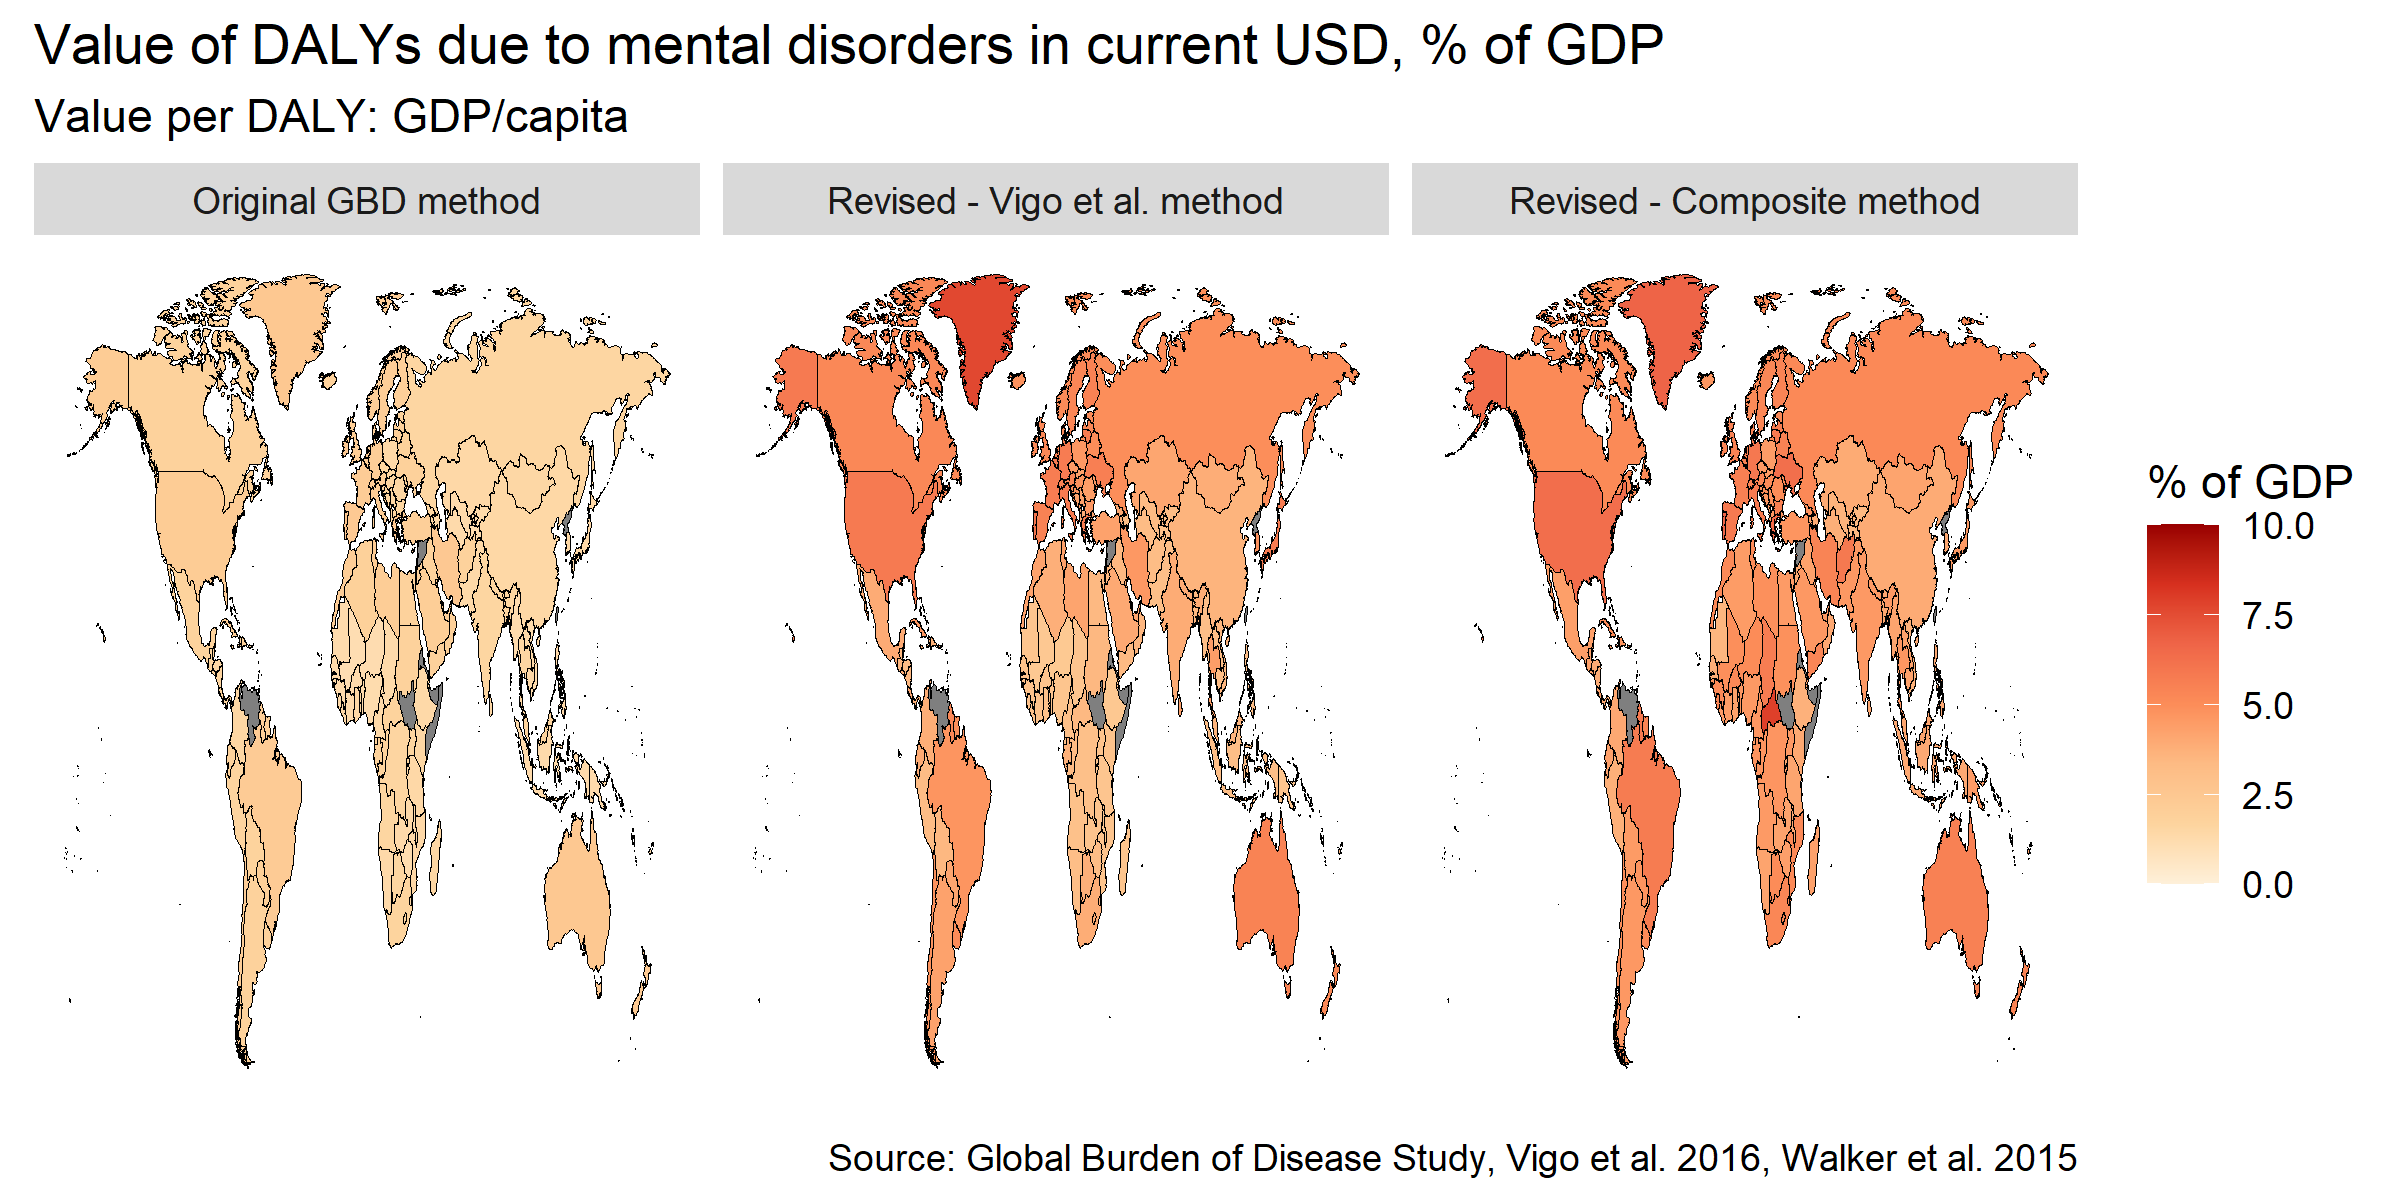 Value of DALYs due to mental disorders in current USD, % of GDP
Value per DALY: GDP/capita
Original GBD method
Revised - Vigo et al. method
Revised - Composite method
% of GDP
10.0
7.5
5.0
2.5
0.0
Source: Global Burden of Disease Study, Vigo et al. 2016, Walker et al. 2015